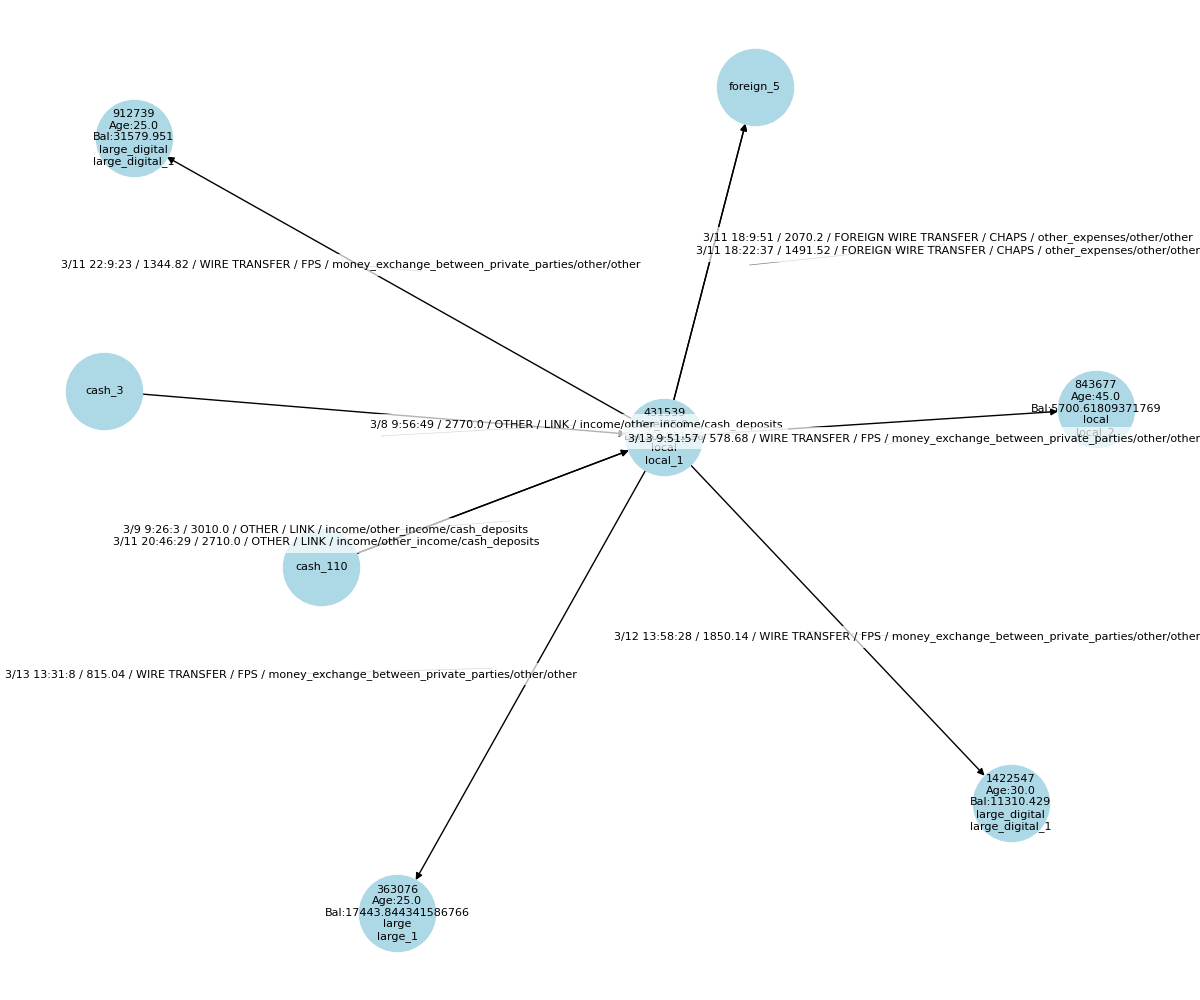 foreign_5
912739
Age:25.0
Bal:31579.951
large_digital
large_digital_1
3/11 18:9:51 / 2070.2 / FOREIGN WIRE TRANSFER / CHAPS / other_expenses/other/other
3/11 18:22:37 / 1491.52 / FOREIGN WIRE TRANSFER / CHAPS / other_expenses/other/other
3/11 22:9:23 / 1344.82 / WIRE TRANSFER / FPS / money_exchange_between_private_parties/other/other
cash_3
843677
Age:45.0
Bal:5700.61809371769
local
local_2
431539
3/8 9:56:49 / 2770.0 / OTHER / LINK / income/other_income/cash_deposits
3/13 9:51:57 / 578.68 / WIRE TRANSFER / FPS / money_exchange_between_private_parties/other/other
local
local_1
3/9 9:26:3 / 3010.0 / OTHER / LINK / income/other_income/cash_deposits
3/11 20:46:29 / 2710.0 / OTHER / LINK / income/other_income/cash_deposits
cash_110
3/12 13:58:28 / 1850.14 / WIRE TRANSFER / FPS / money_exchange_between_private_parties/other/other
3/13 13:31:8 / 815.04 / WIRE TRANSFER / FPS / money_exchange_between_private_parties/other/other
1422547
Age:30.0
Bal:11310.429
large_digital
large_digital_1
363076
Age:25.0
Bal:17443.844341586766
large
large_1